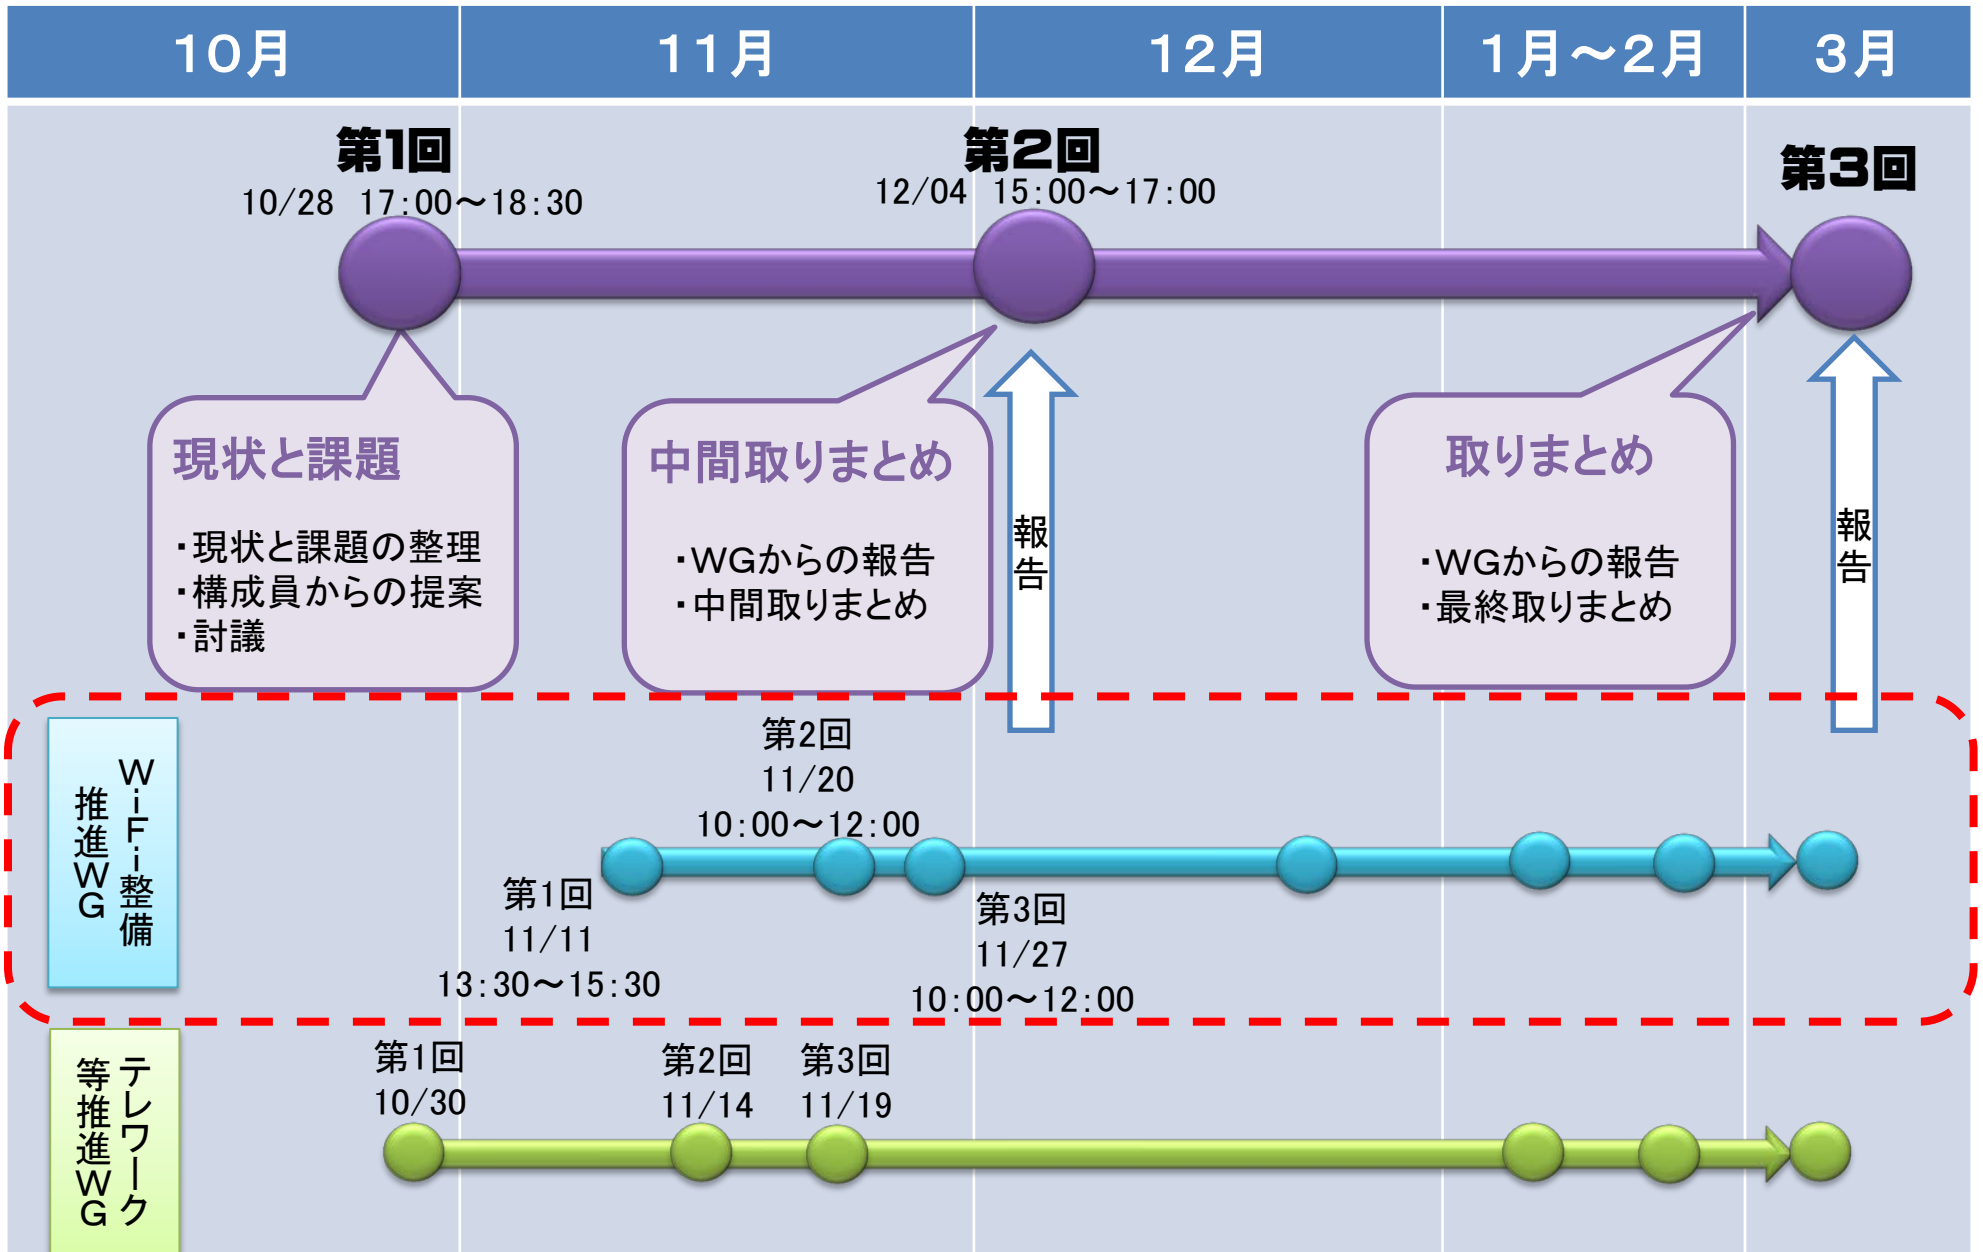 10月
11月
12月
1月～2月
3月
第1回
10/28 17:00～18:30
第2回
12/04 15:00～17:00
第3回
現状と課題
・現状と課題の整理
・構成員からの提案
・討議
中間取りまとめ
・WGからの報告
・中間取りまとめ
報告
取りまとめ
・WGからの報告
・最終取りまとめ
報告
Wi-Fi整備
推進WG
第1回
11/11
13:30～15:30
第2回
11/20
10:00～12:00
第3回
11/27
10:00～12:00
テレワーク
等推進WG
第1回
10/30
第2回
11/14
第3回
11/19